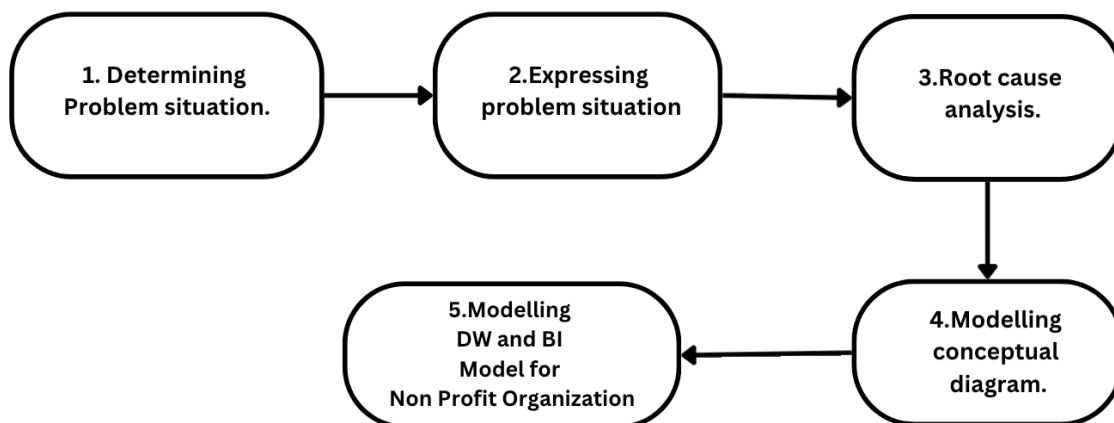 1. Determining
Problem situation.
2.Expressing
problem situation
3.Root cause
analysis.
4.Modelling
conceptual
diagram.
5.Modelling
DW and BI
Model for
Non Profit Organization